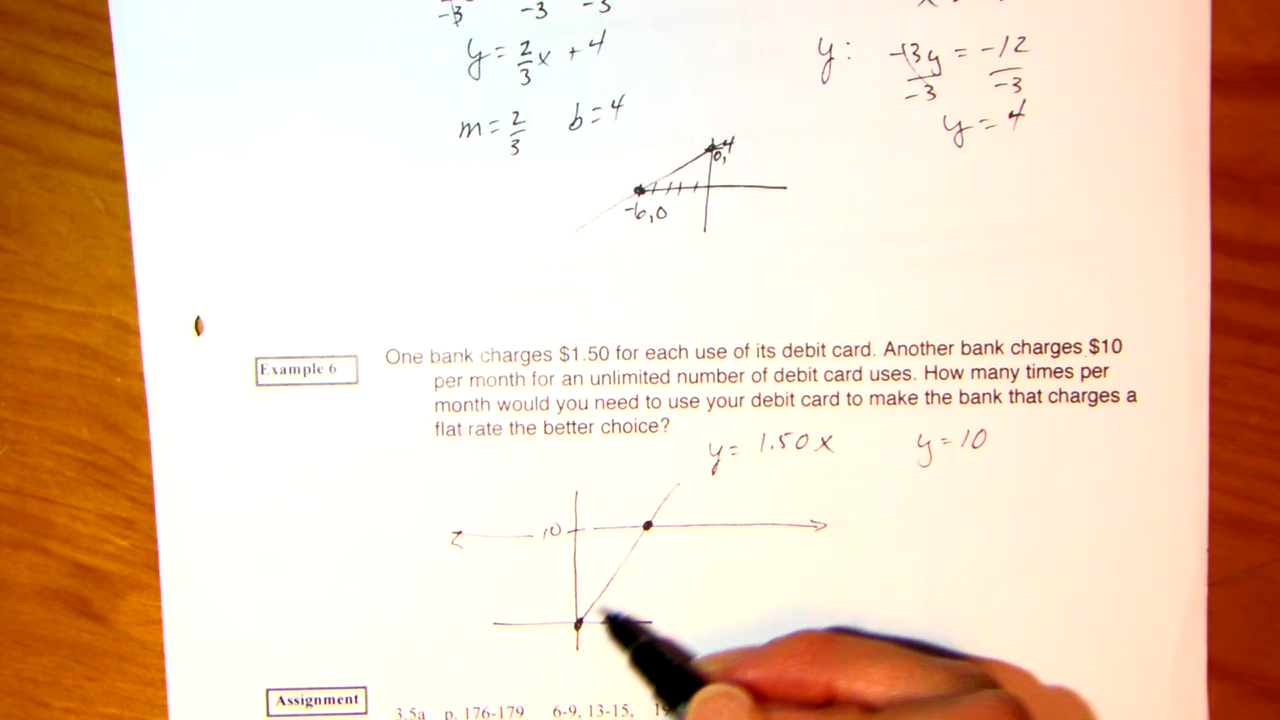 -3 -3 -3
y = 2/3 x + 4
m = 2/3 b = 4
y: -3y = -12
-3 -3
y = 4
0,4
-6,0
Example 6
One bank charges $1.50 for each use of its debit card. Another bank charges $10
per month for an unlimited number of debit card uses. How many times per
month would you need to use your debit card to make the bank that charges a
flat rate the better choice?
y = 1.50x y = 10
10
Assignment
3.5a p. 176-179 6-9, 13-15,